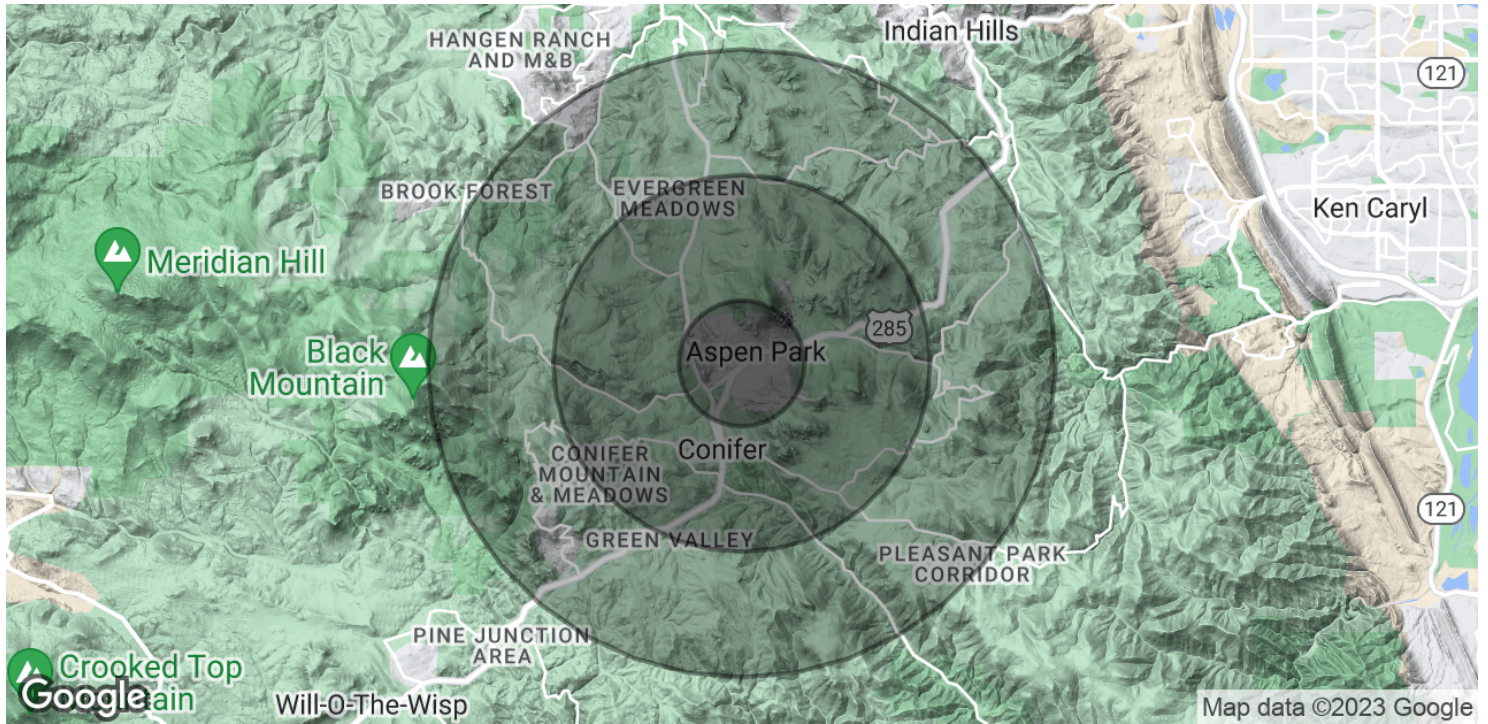 HANGEN RANCH
AND M&B
Indian Hills
121
BROOK FOREST
EVERGREEN
MEADOWS
Ken Caryl
Meridian Hill
285
Black
Mountain
Aspen Park
Conifer
CONIFER
MOUNTAIN
& MEADOWS
121
GREEN VALLEY
PLEASANT PARK
CORRIDOR
PINE JUNCTION
AREA
Crooked Top
Google
Will-O-The-Wisp
Map data ©2023 Google